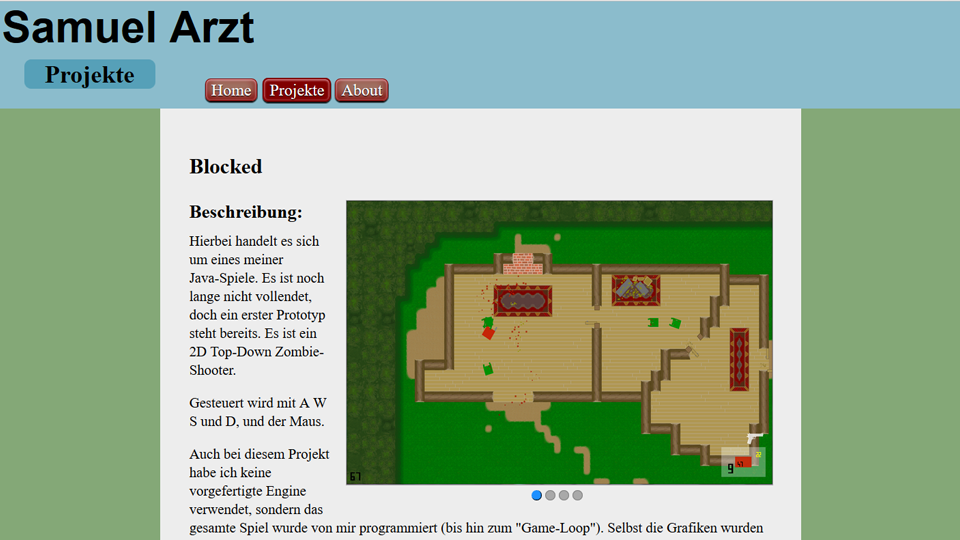 Samuel Arzt
Projekte
Home Projekte About
Blocked
Beschreibung:
Hierbei handelt es sich
um eines meiner
Java-Spiele. Es ist noch
lange nicht vollendet,
doch ein erster Prototyp
steht bereits. Es ist ein
2D Top-Down Zombie-
Shooter.
Gesteuert wird mit A W
S und D, und der Maus.
Auch bei diesem Projekt
habe ich keine
vorgefertigte Engine
verwendet, sondern das
gesamte Spiel wurde von mir programmiert (bis hin zum "Game-Loop"). Selbst die Grafiken wurden
67
9